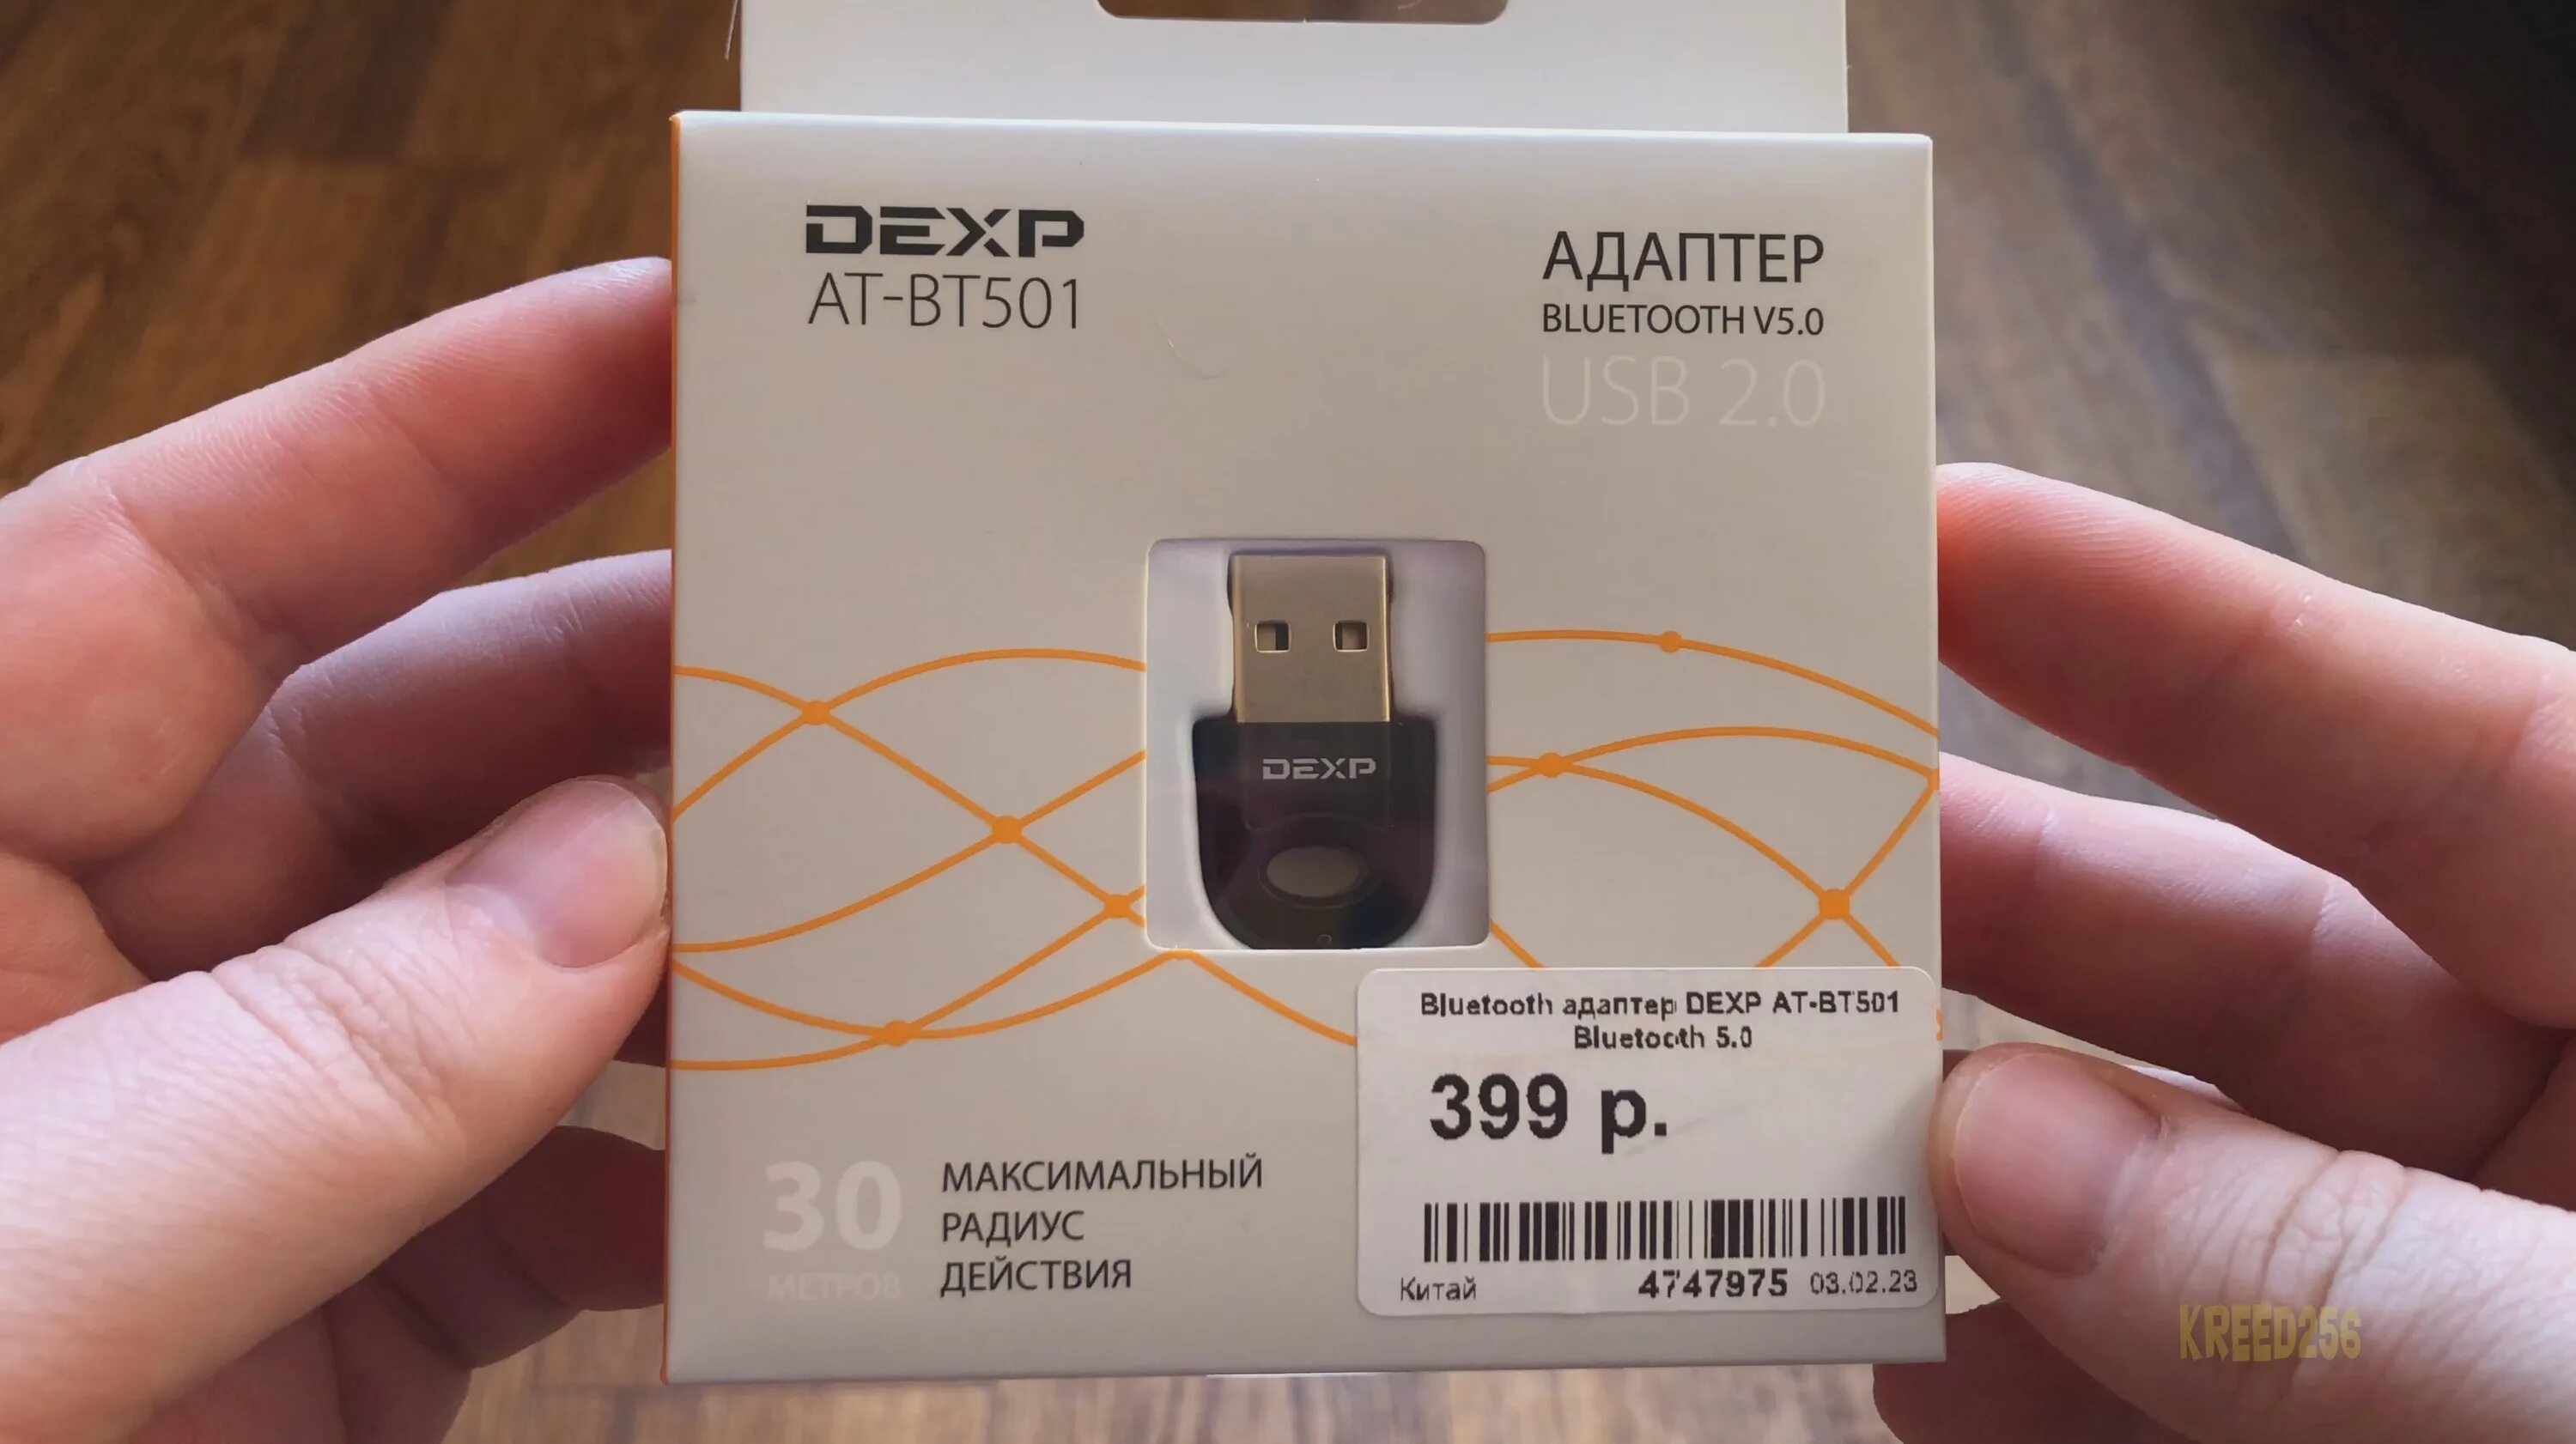 DEXP
AT-BT501
АДАПТЕР
BLUETOOTH V5.0
USB 2.0
DEXP
30
МЕТРОВ
МАКСИМАЛЬНЫЙ
РАДИУС
ДЕЙСТВИЯ
Bluetooth адаптер DEXP AT-BT501
Bluetooth 5.0
399 р.
Китай 4747975 03.02.23
KREED256